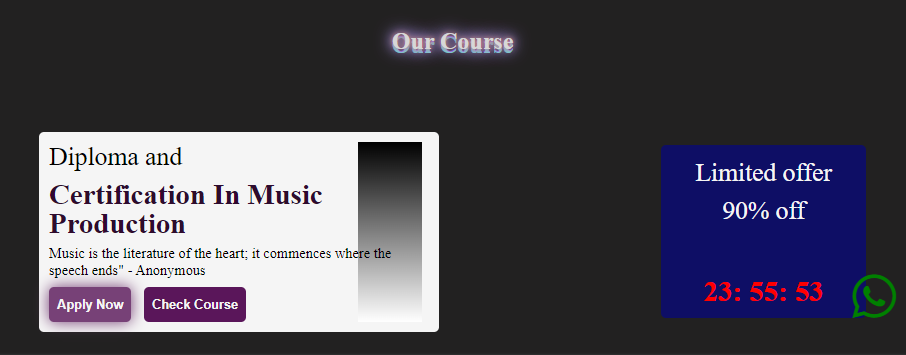 Our Course
Diploma and
Certification In Music
Production
Music is the literature of the heart; it commences where the
speech ends" - Anonymous
Apply Now
Check Course
Limited offer
90% off
23: 55: 53